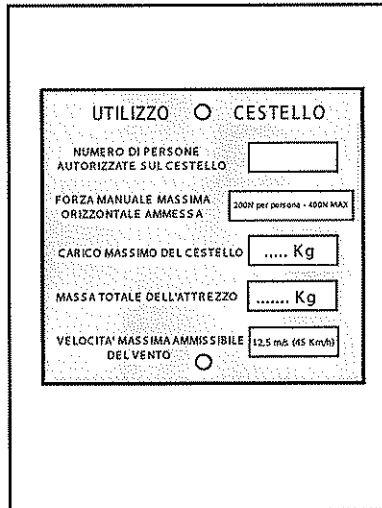 UTILIZZO CESTELLO
NUMERO DI PERSONE
AUTORIZZATE SUL CESTELLO
FORZA MANUALE MASSIMA
ORIZZONTALE AMMESSA
200N per persona - 400N MAX
CARICO MASSIMO DEL CESTELLO
..... Kg
MASSA TOTALE DELL'ATTREZZO
....... Kg
VELOCITA' MASSIMA AMMISSIBILE
DEL VENTO
12,5 m/s (45 Km/h)